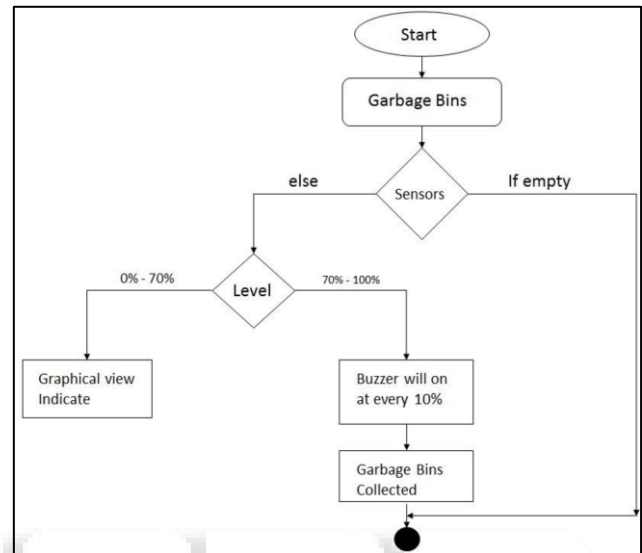 Start
Garbage Bins
Sensors
else
If empty
Level
0% - 70%
70% - 100%
Graphical view
Indicate
Buzzer will on
at every 10%
Garbage Bins
Collected